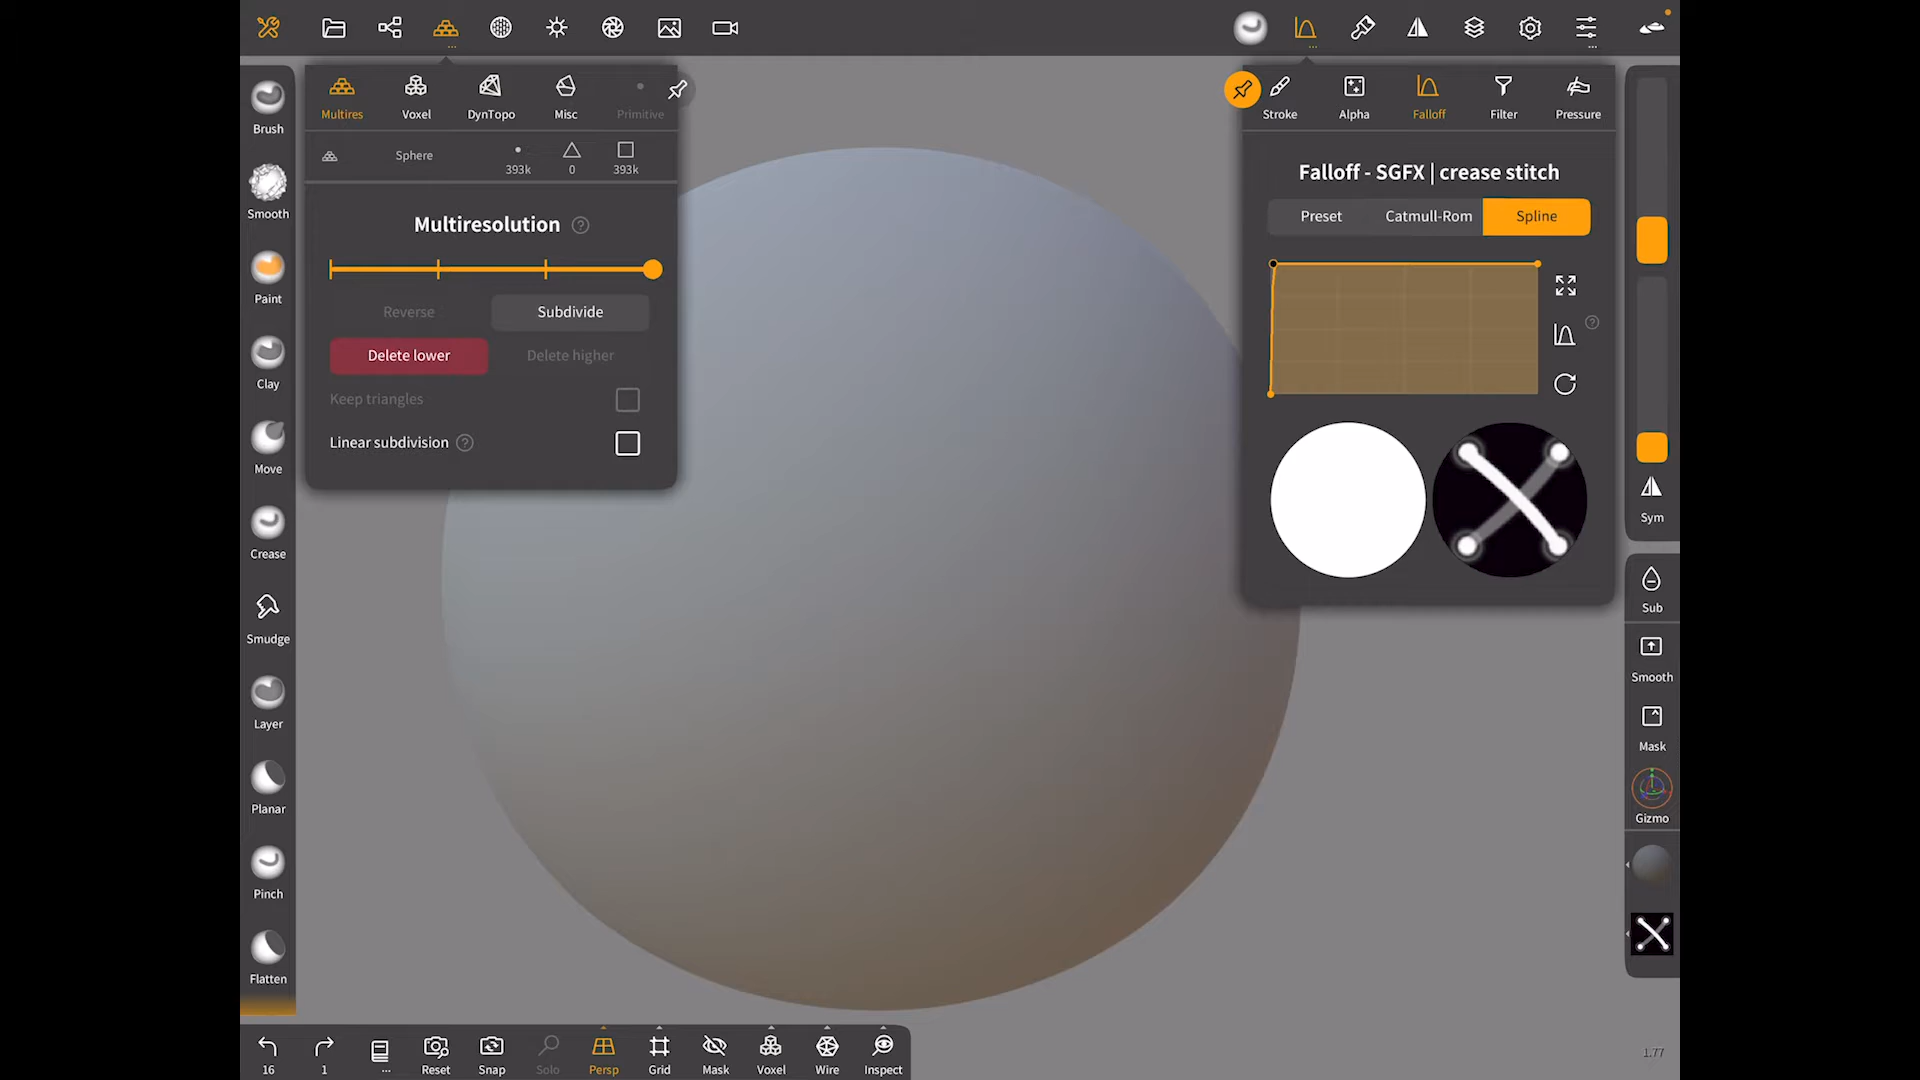 Brush
Smooth
Paint
Clay
Move
Crease
Smudge
Layer
Planar
Pinch
Flatten
Multires
Voxel
DynTopo
Misc
Primitive
Sphere
393k
0
393k
Multiresolution ?
Reverse
Subdivide
Delete lower
Delete higher
Keep triangles
Linear subdivision ?
Stroke
Alpha
Falloff
Filter
Pressure
Falloff - SGFX | crease stitch
Preset
Catmull-Rom
Spline
?
Sym
Sub
Smooth
Mask
Gizmo
16
1
...
Reset
Snap
Solo
Persp
Grid
Mask
Voxel
Wire
Inspect
1.77